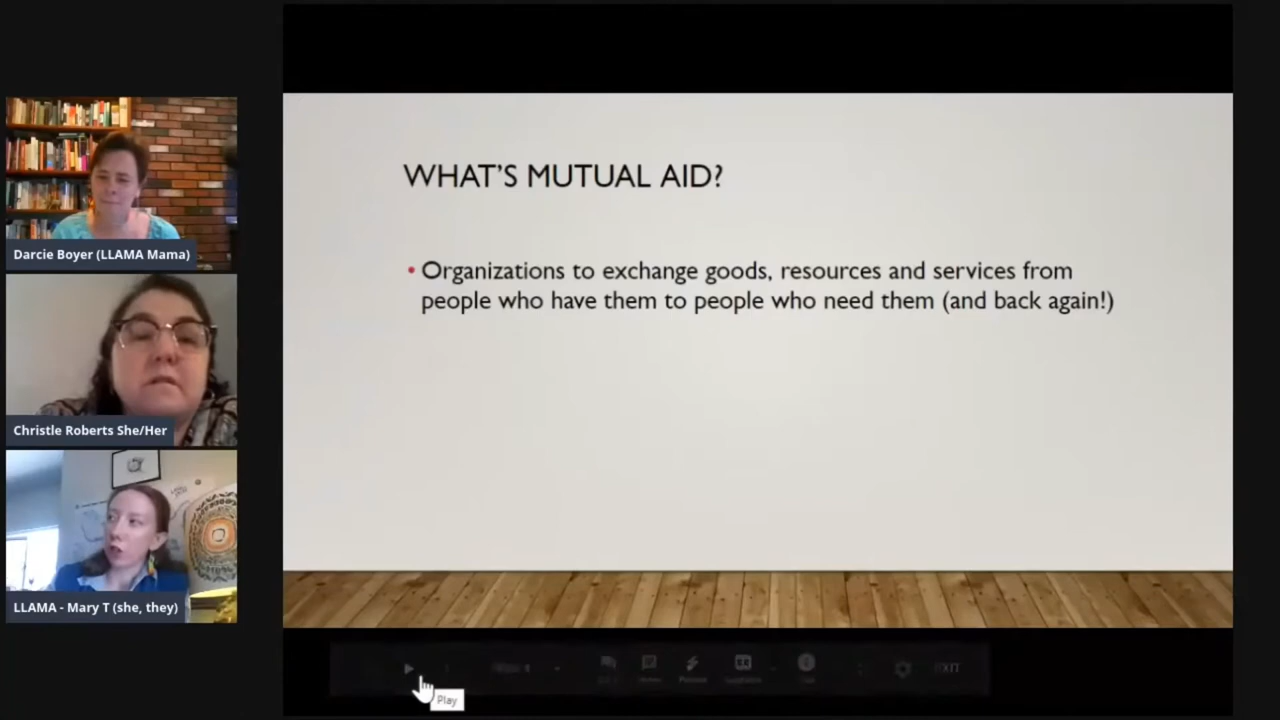 Darcie Boyer (LLAMA Mama)
Christle Roberts She/Her
LLAMA - Mary T (she, they)
WHAT'S MUTUAL AID?
• Organizations to exchange goods, resources and services from
people who have them to people who need them (and back again!)
EXIT
Play